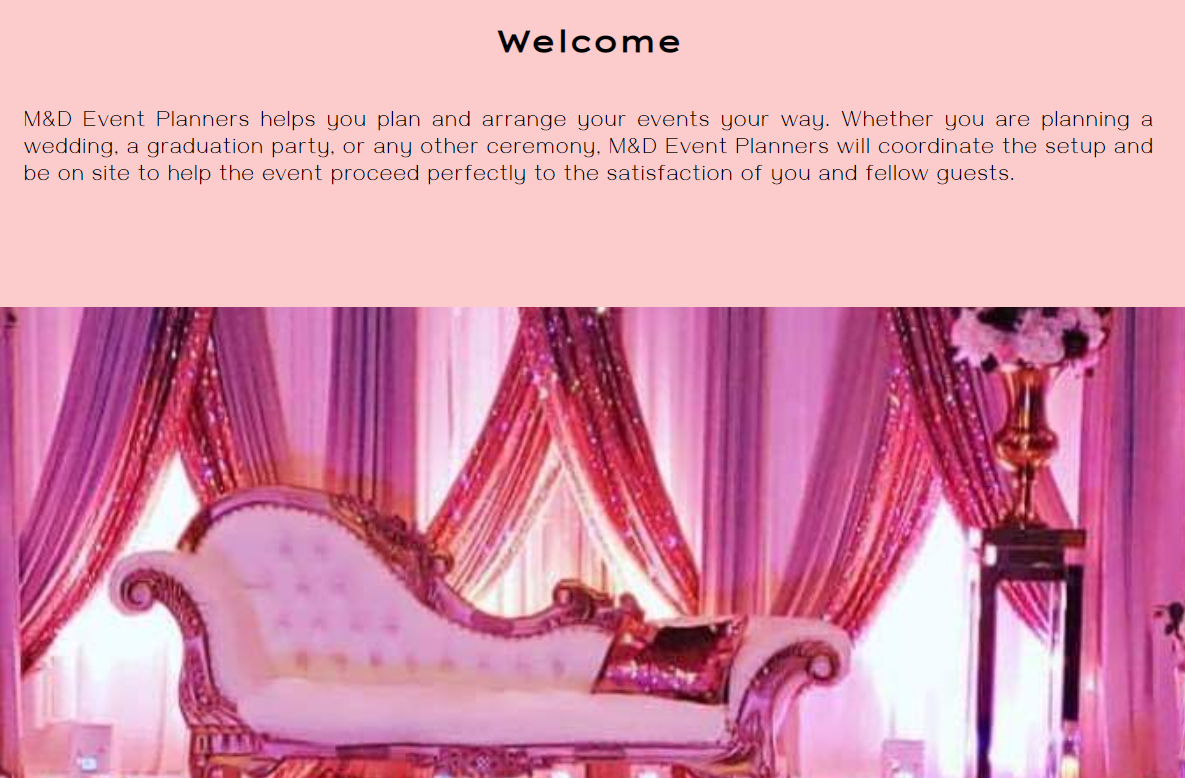 Welcome
M&D Event Planners helps you plan and arrange your events your way. Whether you are planning a
wedding, a graduation party, or any other ceremony, M&D Event Planners will coordinate the setup and
be on site to help the event proceed perfectly to the satisfaction of you and fellow guests.